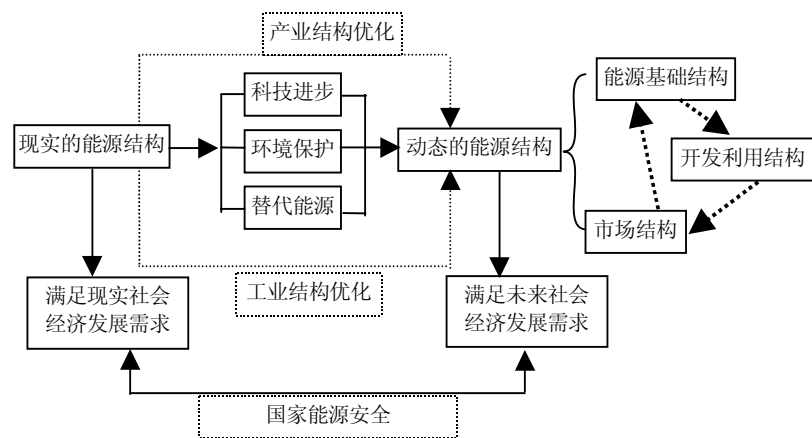 产业结构优化
科技进步
能源基础结构
现实的能源结构
环境保护
动态的能源结构
开发利用结构
替代能源
市场结构
工业结构优化
满足现实社会
经济发展需求
满足未来社会
经济发展需求
国家能源安全